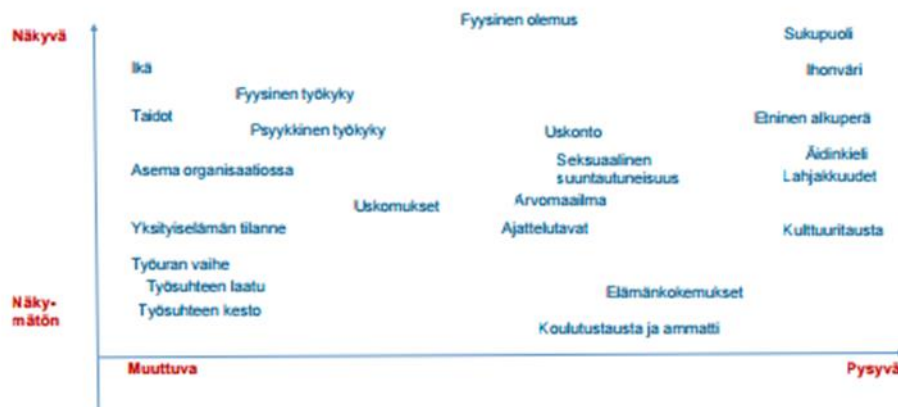 Fyysinen olemus
Näkyvä
Sukupuoli
Ikä
Ihonväri
Fyysinen työkyky
Taidot
Etninen alkuperä
Psyykkinen työkyky
Uskonto
Äidinkieli
Seksuaalinen
suuntautuneisuus
Asema organisaatiossa
Lahjakkuudet
Arvomaailma
Uskomukset
Yksityiselämän tilanne
Ajattelutavat
Kulttuuritausta
Työuran vaihe
Työsuhteen laatu
Elämänkokemukset
Näky-
mätön
Työsuhteen kesto
Koulutustausta ja ammatti
Muuttuva
Pysyvä